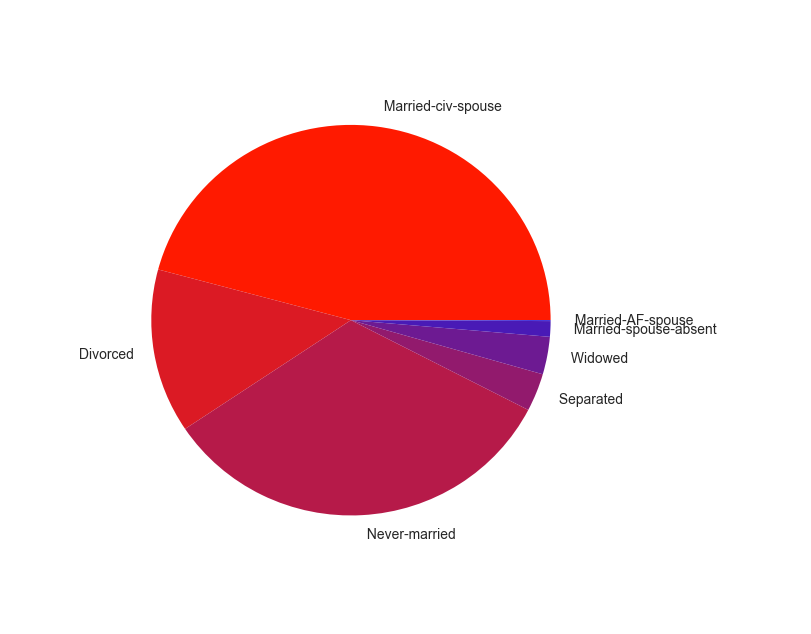 Married-civ-spouse
Married-AF-spouse
Married-spouse-absent
Divorced
Widowed
Separated
Never-married